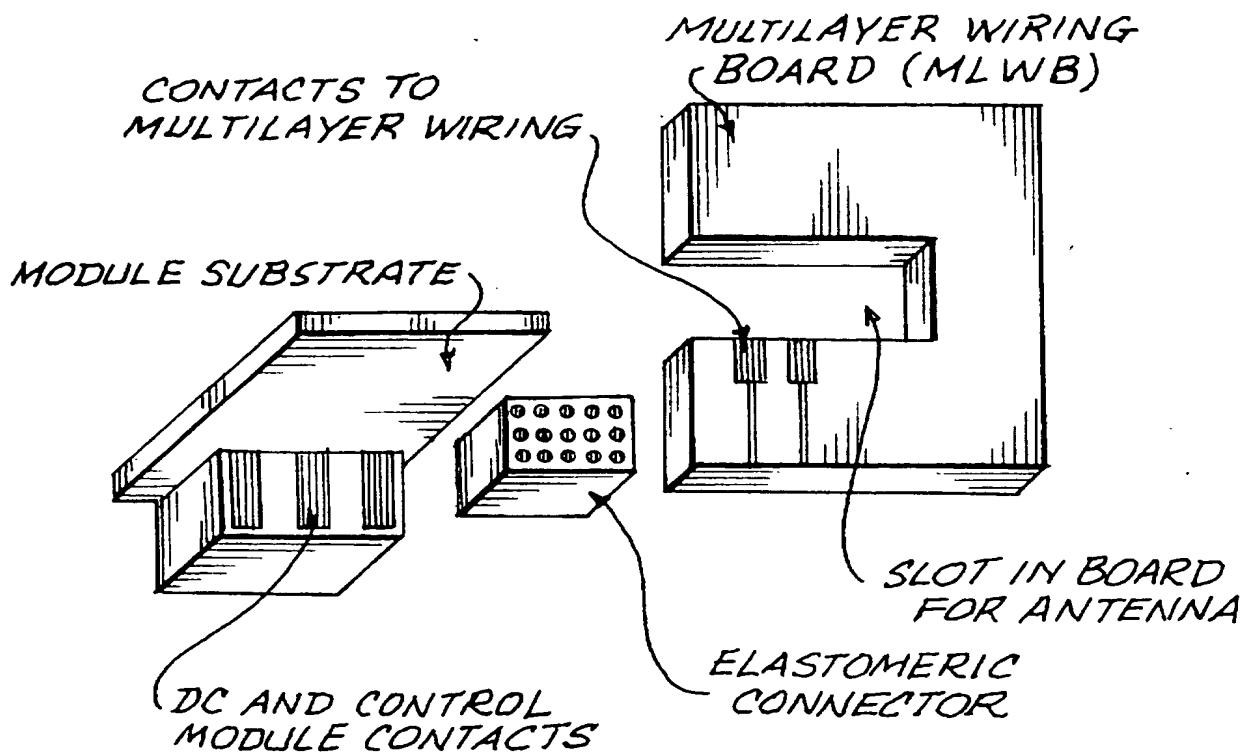 MULTILAYER WIRING
BOARD (MLWB)
CONTACTS TO
MULTILAYER WIRING
MODULE SUBSTRATE
SLOT IN BOARD
FOR ANTENNA
ELASTOMERIC
CONNECTOR
DC AND CONTROL
MODULE CONTACTS